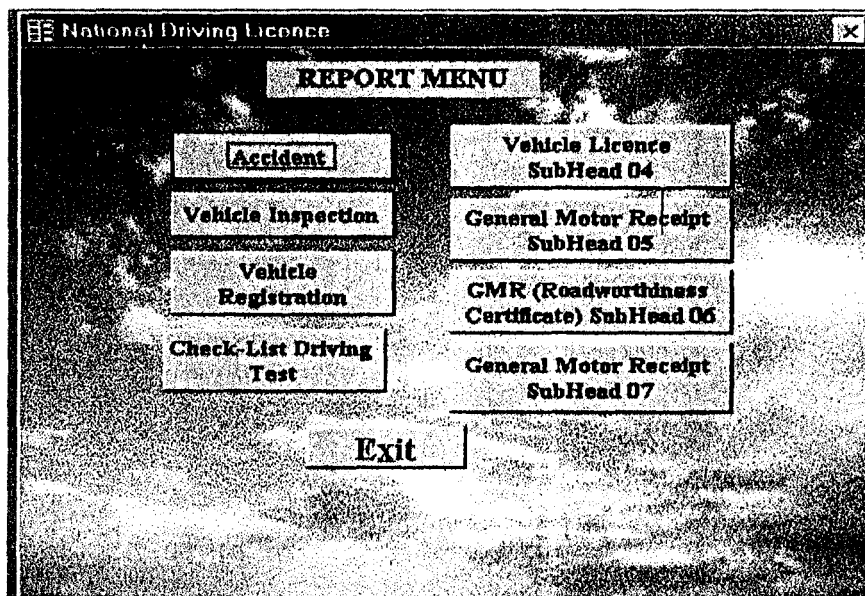 National Driving Licence
REPORT MENU
Accident
Vehicle Inspection
Vehicle
Registration
Check-List Driving
Test
Vehicle Licence
SubHead 04
General Motor Receipt
SubHead 05
GMR (Roadworthiness
Certificate) SubHead 06
General Motor Receipt
SubHead 07
Exit